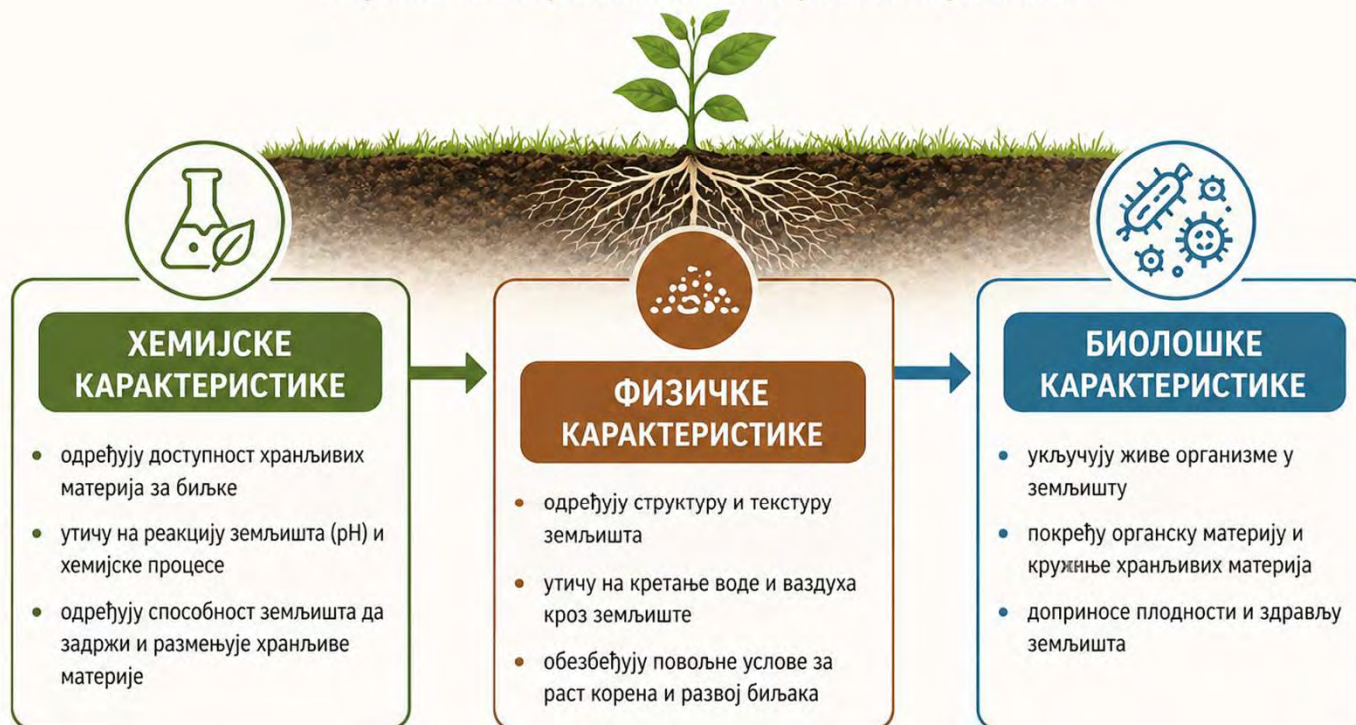 ХЕМИЈСКЕ
КАРАКТЕРИСТИКЕ
• одређују доступност хранљивих
материја за биљке
• утичу на реакцију земљишта (pH) и
хемијске процесе
• одређују способност земљишта да
задржи и размењује хранљиве
материје
ФИЗИЧКЕ
КАРАКТЕРИСТИКЕ
• одређују структуру и текстуру
земљишта
• утичу на кретање воде и ваздуха
кроз земљиште
• обезбеђују повољне услове за
раст корена и развој биљака
БИОЛОШКЕ
КАРАКТЕРИСТИКЕ
• укључују живе организме у
земљишту
• покрећу органску материју и
хранљивих материја
• доприносе плодности и здрављу
земљишта